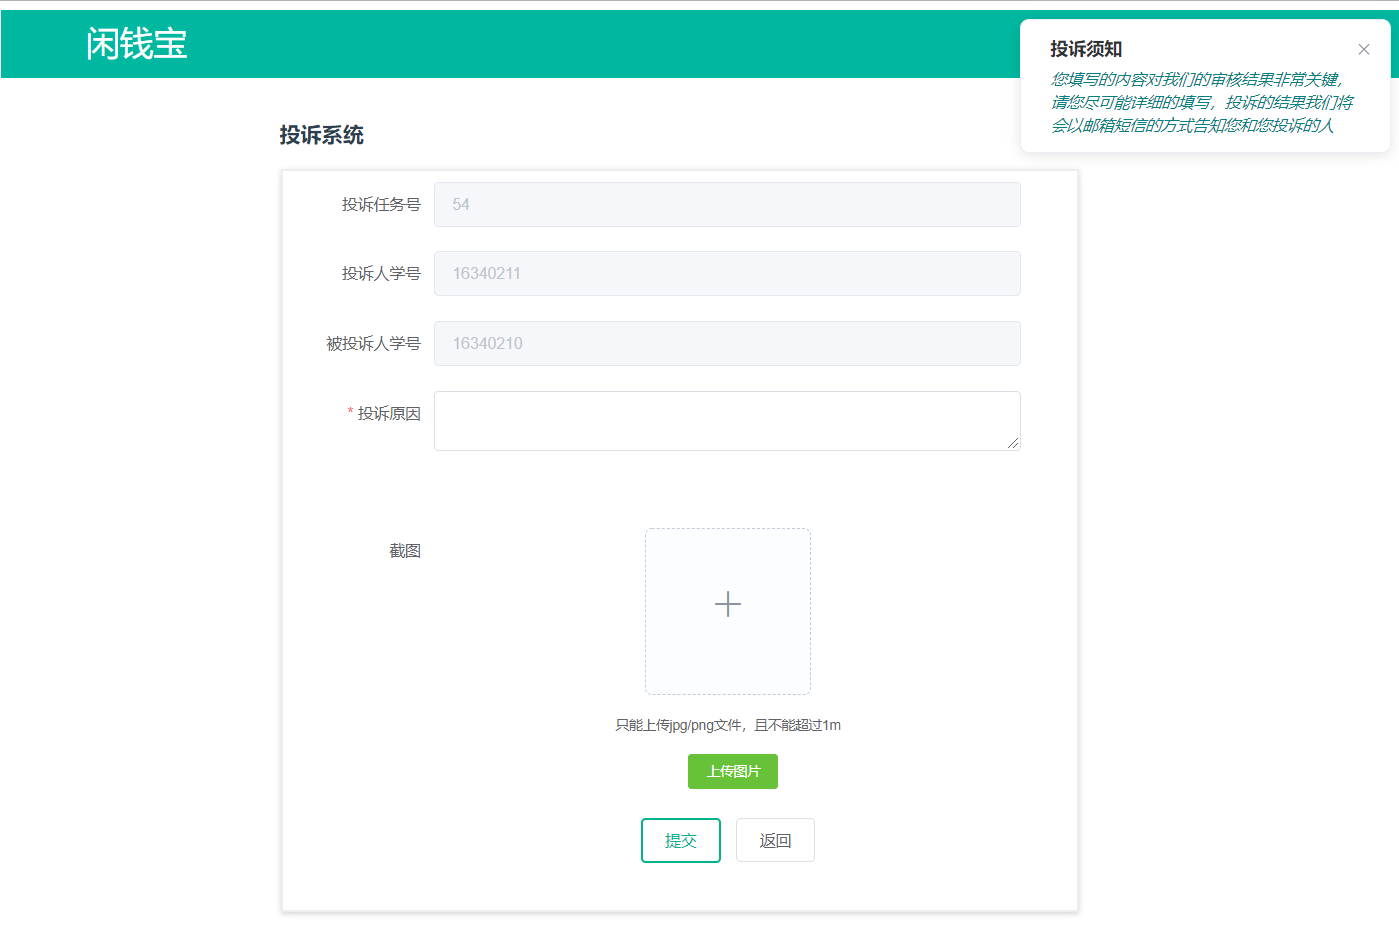 闲钱宝
投诉须知
您填写的内容对我们的审核结果非常关键，
请您尽可能详细的填写，投诉的结果我们将
会以邮箱短信的方式告知您和您投诉的人
投诉系统
投诉任务号 54
投诉人学号 16340211
被投诉人学号 16340210
* 投诉原因
截图
只能上传jpg/png文件，且不能超过1m
上传图片
提交 返回